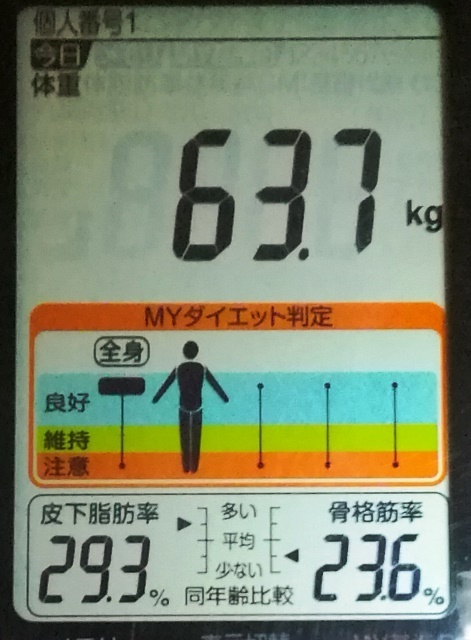 個人番号1
今日
体重
63.7 kg
MYダイエット判定
全身
良好
維持
注意
皮下脂肪率
29.3%
多い
平均
少ない
同年齢比較
骨格筋率
23.6%